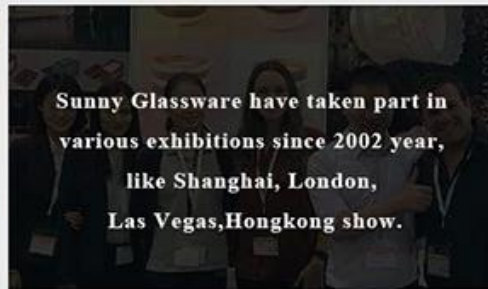 Sunny Glassware have taken part in
various exhibitions since 2002 year,
like Shanghai, London,
Las Vegas,Hongkong show.